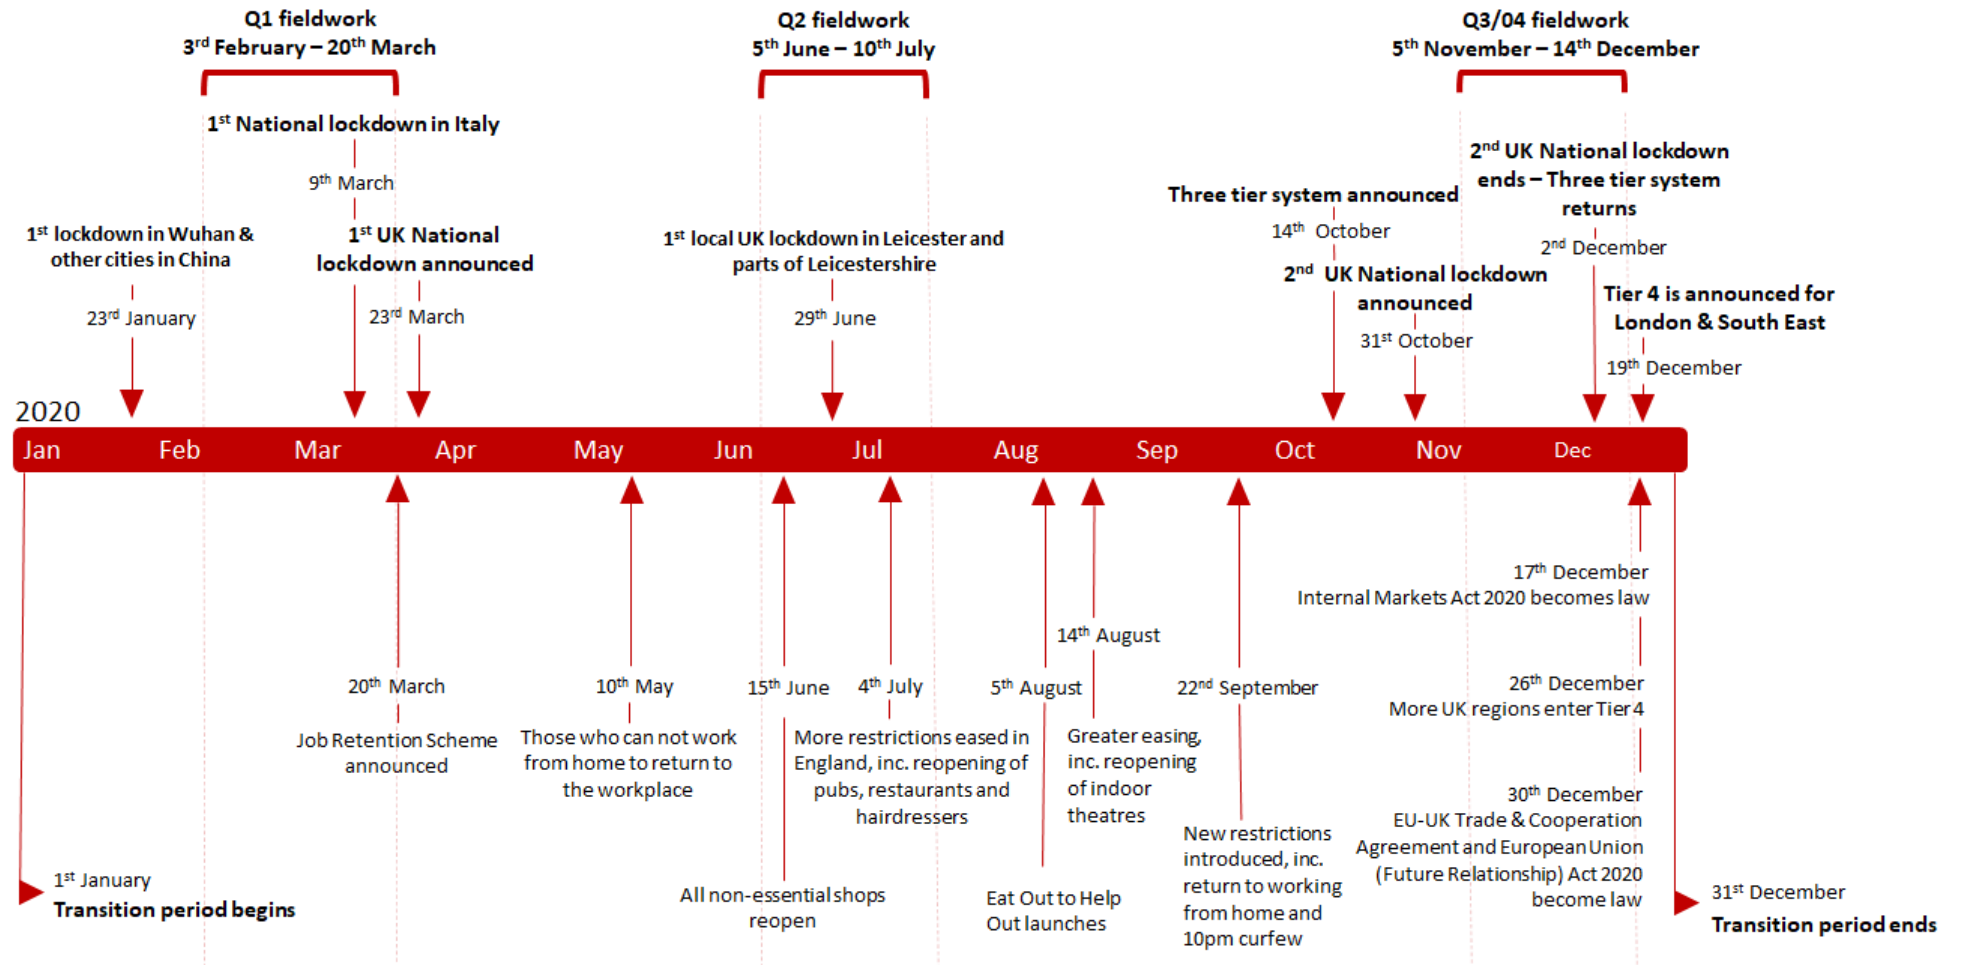 Q1 fieldwork
3rd February – 20th March
Q2 fieldwork
5th June – 10th July
Q3/04 fieldwork
5th November – 14th December
1st National lockdown in Italy
9th March
1st lockdown in Wuhan &
other cities in China
23rd January
1st UK National
lockdown announced
23rd March
1st local UK lockdown in Leicester and
parts of Leicestershire
29th June
Three tier system announced
14th October
2nd UK National lockdown
announced
31st October
2nd UK National lockdown
ends – Three tier system
returns
2nd December
Tier 4 is announced for
London & South East
19th December
2020
Jan Feb Mar Apr May Jun Jul Aug Sep Oct Nov Dec
1st January
Transition period begins
20th March
Job Retention Scheme
announced
10th May
Those who can not work
from home to return to
the workplace
15th June
All non-essential shops
reopen
4th July
More restrictions eased in
England, inc. reopening of
pubs, restaurants and
hairdressers
5th August
Eat Out to Help
Out launches
14th August
Greater easing,
inc. reopening
of indoor
theatres
22nd September
New restrictions
introduced, inc.
return to working
from home and
10pm curfew
17th December
Internal Markets Act 2020 becomes law
26th December
More UK regions enter Tier 4
30th December
EU-UK Trade & Cooperation
Agreement and European Union
(Future Relationship) Act 2020
become law
31st December
Transition period ends